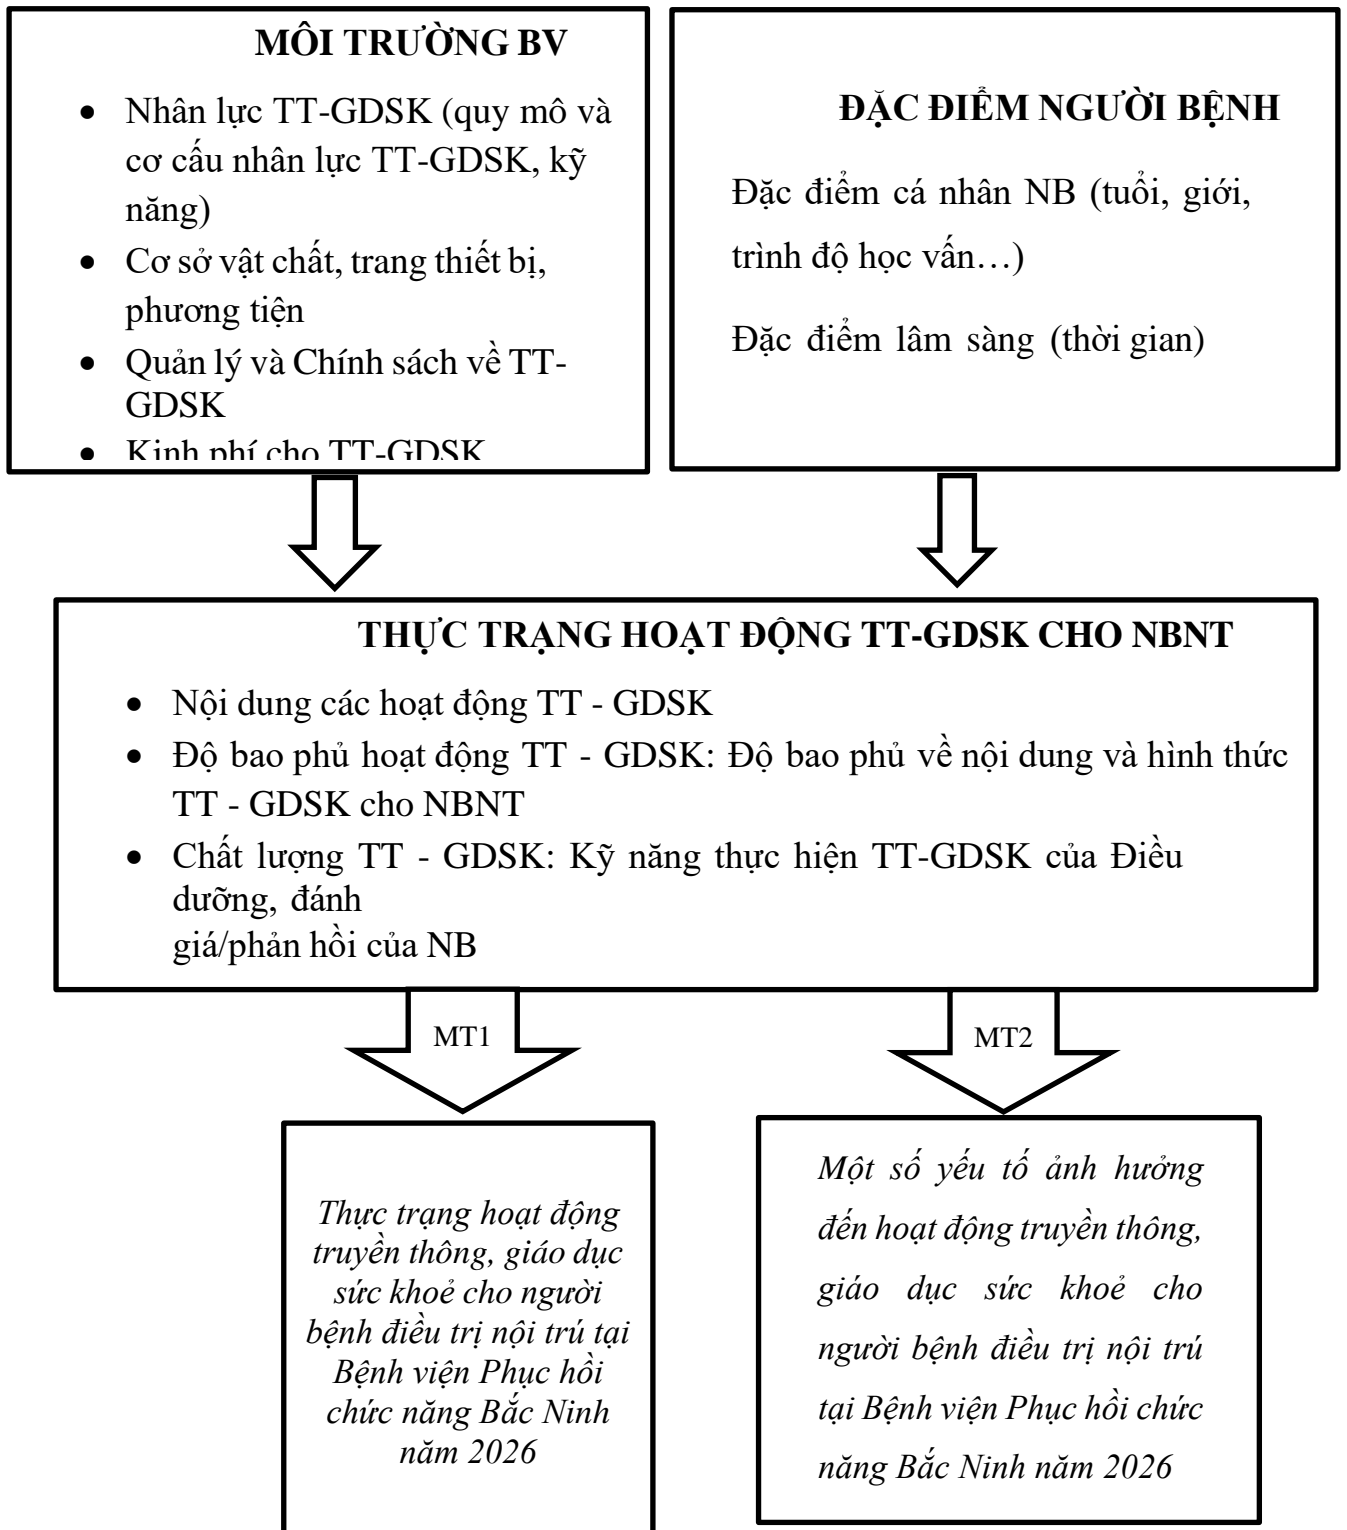 MÔI TRƯỜNG BV
• Nhân lực TT-GDSK (quy mô và
cơ cấu nhân lực TT-GDSK, kỹ
năng)
• Cơ sở vật chất, trang thiết bị,
phương tiện
• Quản lý và Chính sách về TT-
GDSK
• Kinh phí cho TT-GDSK
ĐẶC ĐIỂM NGƯỜI BỆNH
Đặc điểm cá nhân NB (tuổi, giới,
trình độ học vấn…)
Đặc điểm lâm sàng (thời gian)
THỰC TRẠNG HOẠT ĐỘNG TT-GDSK CHO NBNT
• Nội dung các hoạt động TT - GDSK
• Độ bao phủ hoạt động TT - GDSK: Độ bao phủ về nội dung và hình thức
TT - GDSK cho NBNT
• Chất lượng TT - GDSK: Kỹ năng thực hiện TT-GDSK của Điều
dưỡng, đánh
giá/phản hồi của NB
MT1
MT2
Thực trạng hoạt động
truyền thông, giáo dục
sức khoẻ cho người
bệnh điều trị nội trú tại
Bệnh viện Phục hồi
chức năng Bắc Ninh
năm 2026
Một số yếu tố ảnh hưởng
đến hoạt động truyền thông,
giáo dục sức khoẻ cho
người bệnh điều trị nội trú
tại Bệnh viện Phục hồi chức
năng Bắc Ninh năm 2026